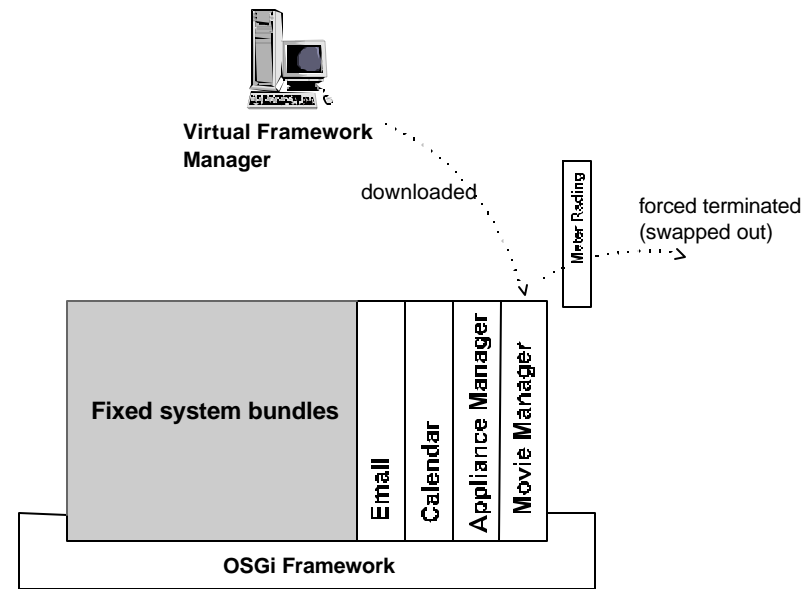 Virtual Framework
Manager
downloaded
Meter Rading
forced terminated
(swapped out)
Fixed system bundles
Email
Calendar
Appliance Manager
Movie Manager
OSGi Framework